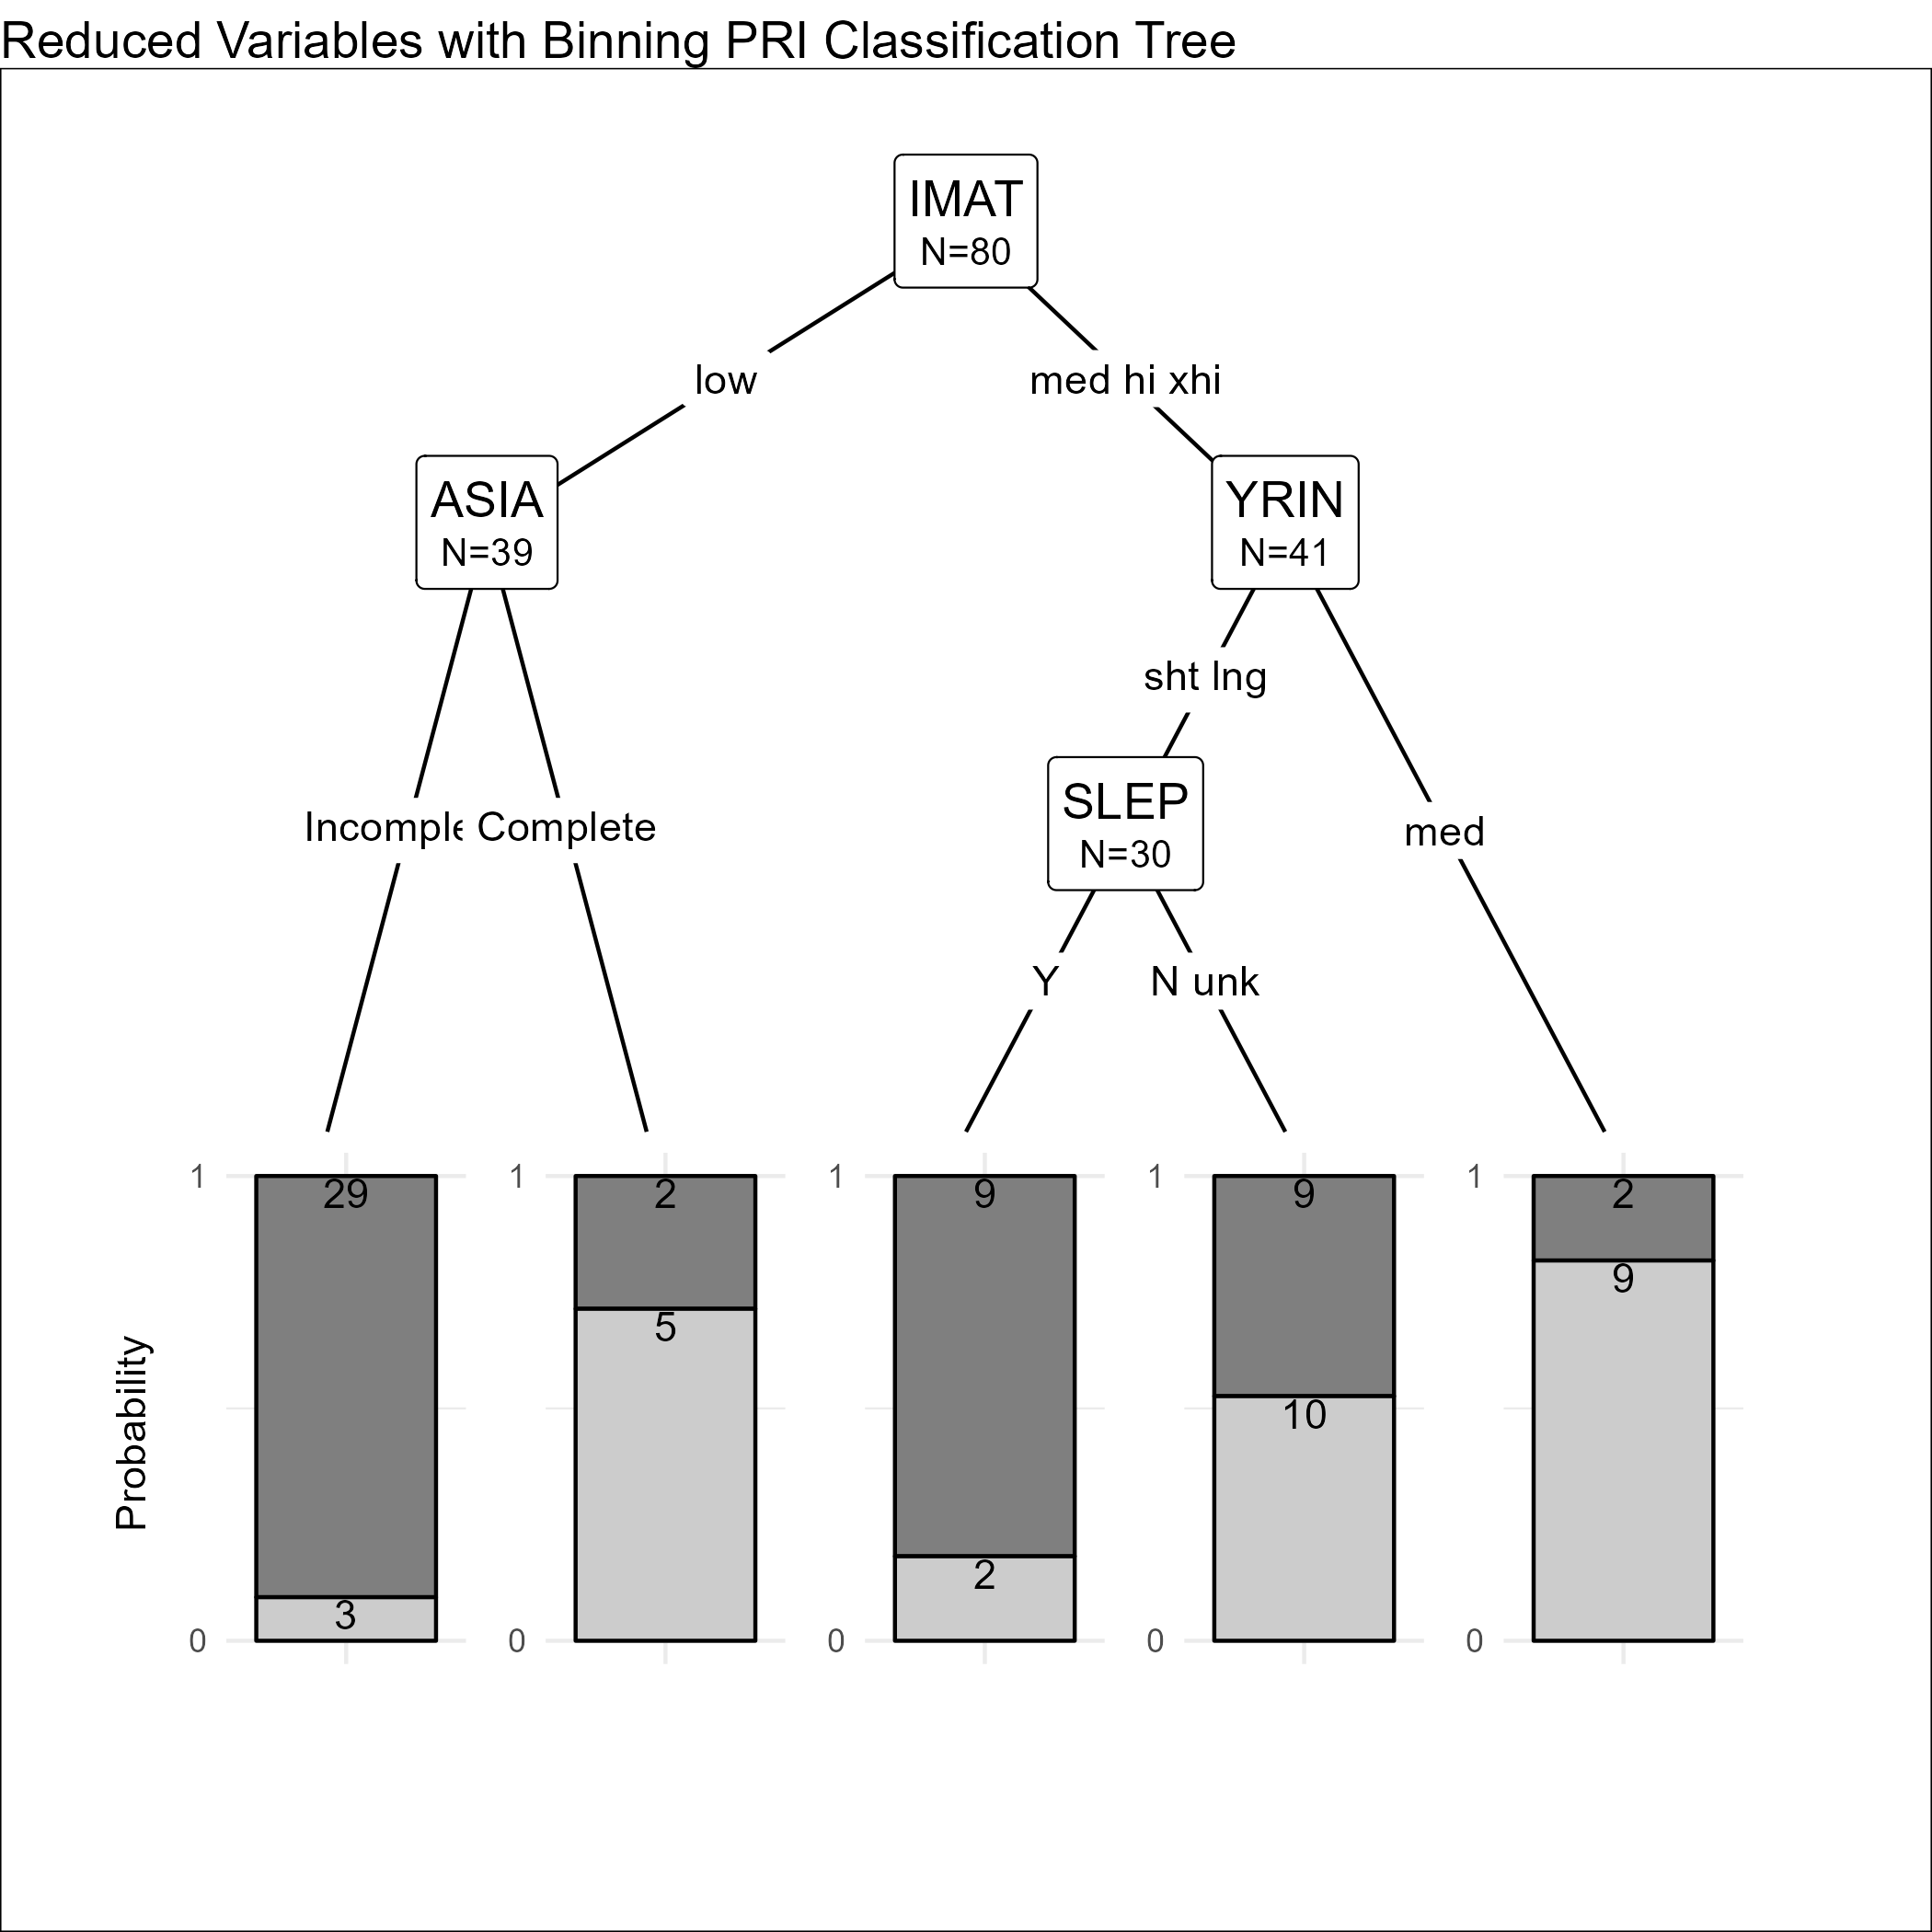 Reduced Variables with Binning PRI Classification Tree
IMAT
N=80
low
med hi xhi
ASIA
N=39
YRIN
N=41
sht lng
SLEP
N=30
Incomple
Complete
med
Y
N unk
1
29
1
2
1
9
1
9
1
2
9
5
10
2
3
Probability
0
0
0
0
0